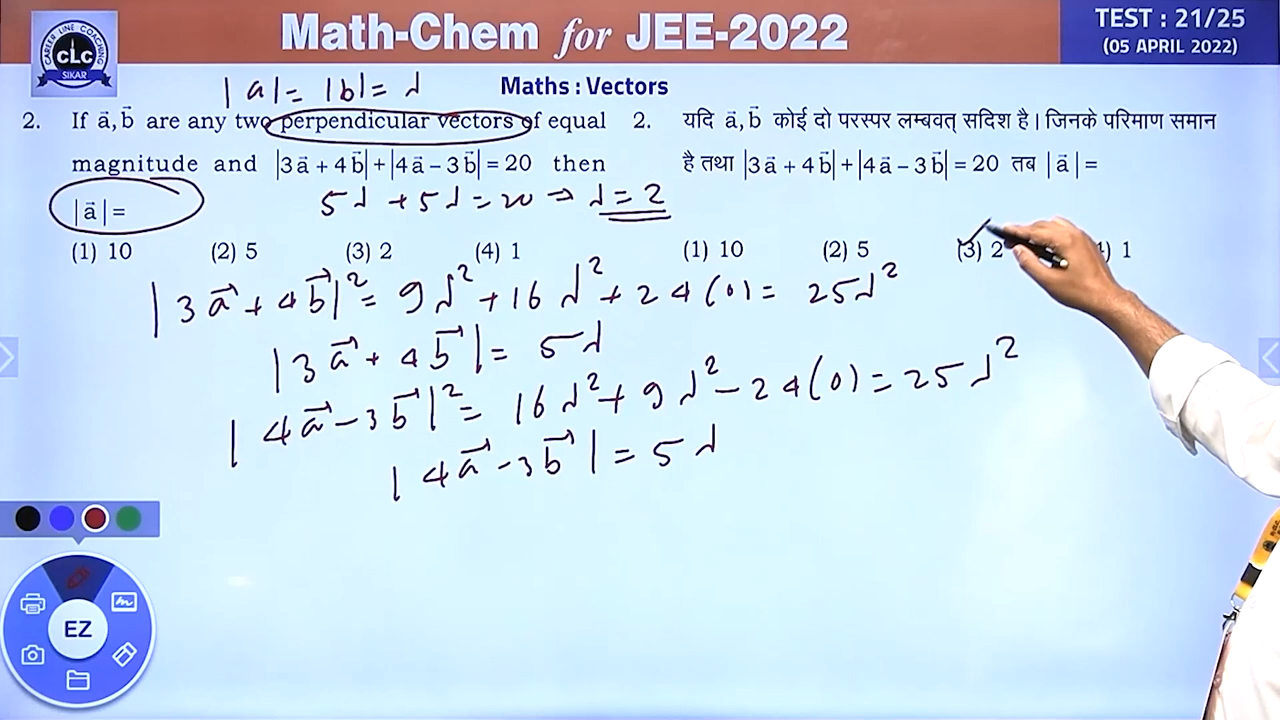 CAREER LINE COACHING
CLC
SIKAR
Math-Chem for JEE-2022
TEST : 21/25
(05 APRIL 2022)
|a| = |b| = λ
Maths : Vectors
2. If a⃗, b⃗ are any two perpendicular vectors of equal
magnitude and |3a⃗ + 4b⃗| + |4a⃗ − 3b⃗| = 20 then
|a⃗| =
5λ + 5λ = 20 ⇒ λ = 2
(1) 10 (2) 5 (3) 2 (4) 1
2. यदि a⃗, b⃗ कोई दो परस्पर लम्बवत् सदिश है। जिनके परिमाण समान
है तथा |3a⃗ + 4b⃗| + |4a⃗ − 3b⃗| = 20 तब |a⃗| =
(1) 10 (2) 5 (3) 2 ) 1
|3a⃗ + 4b⃗|² = 9λ² + 16λ² + 24(0) = 25λ²
|3a⃗ + 4b⃗| = 5λ
|4a⃗ − 3b⃗|² = 16λ² + 9λ² − 24(0) = 25λ²
|4a⃗ − 3b⃗| = 5λ
EZ